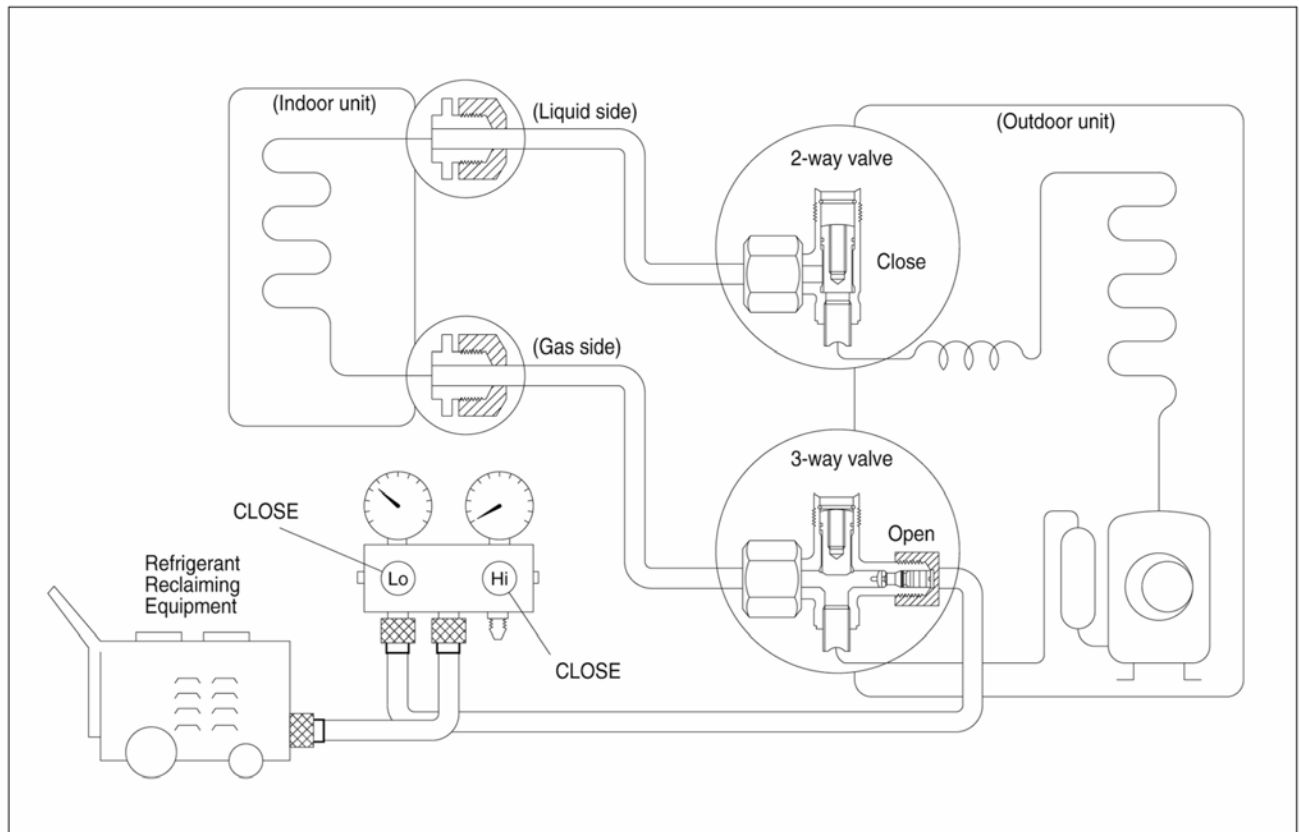 (Indoor unit)
(Liquid side)
(Outdoor unit)
2-way valve
Close
(Gas side)
3-way valve
Open
CLOSE
Lo
Hi
Refrigerant
Reclaiming
Equipment
CLOSE